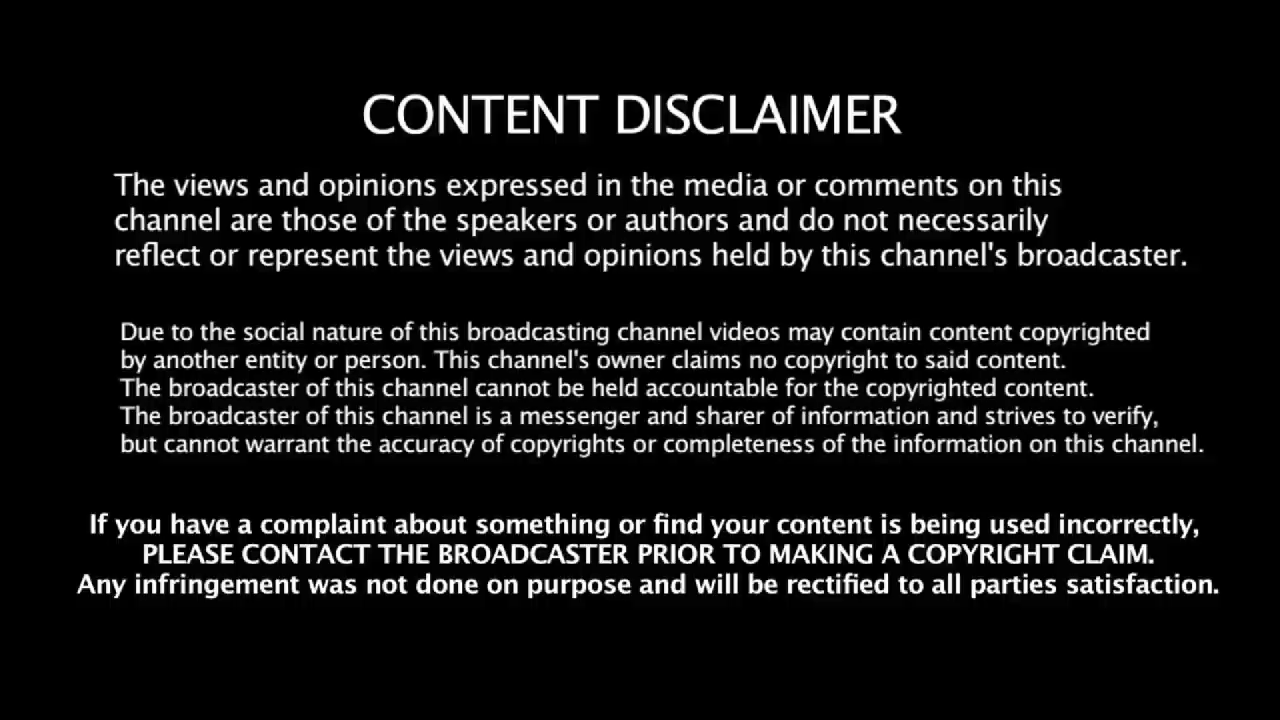 CONTENT DISCLAIMER
The views and opinions expressed in the media or comments on this
channel are those of the speakers or authors and do not necessarily
reflect or represent the views and opinions held by this channel's broadcaster.
Due to the social nature of this broadcasting channel videos may contain content copyrighted
by another entity or person. This channel's owner claims no copyright to said content.
The broadcaster of this channel cannot be held accountable for the copyrighted content.
The broadcaster of this channel is a messenger and sharer of information and strives to verify,
but cannot warrant the accuracy of copyrights or completeness of the information on this channel.
If you have a complaint about something or find your content is being used incorrectly,
PLEASE CONTACT THE BROADCASTER PRIOR TO MAKING A COPYRIGHT CLAIM.
Any infringement was not done on purpose and will be rectified to all parties satisfaction.